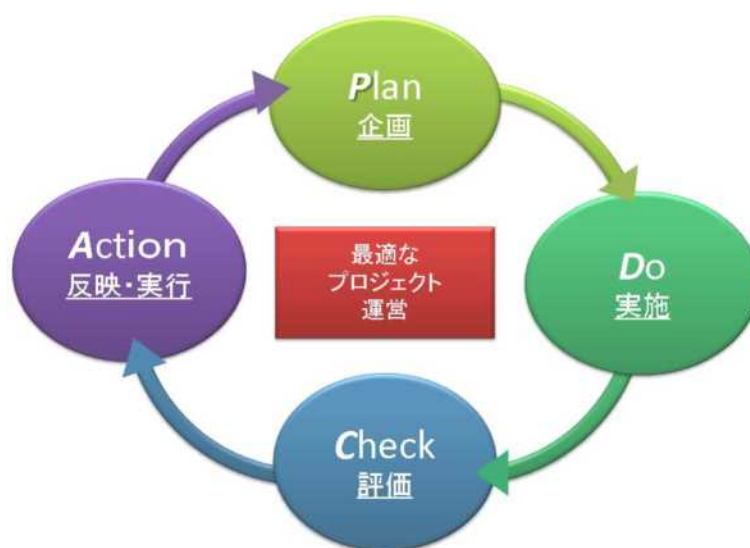 Plan
企画
Do
実施
Check
評価
Action
反映・実行
最適な
プロジェクト
運営